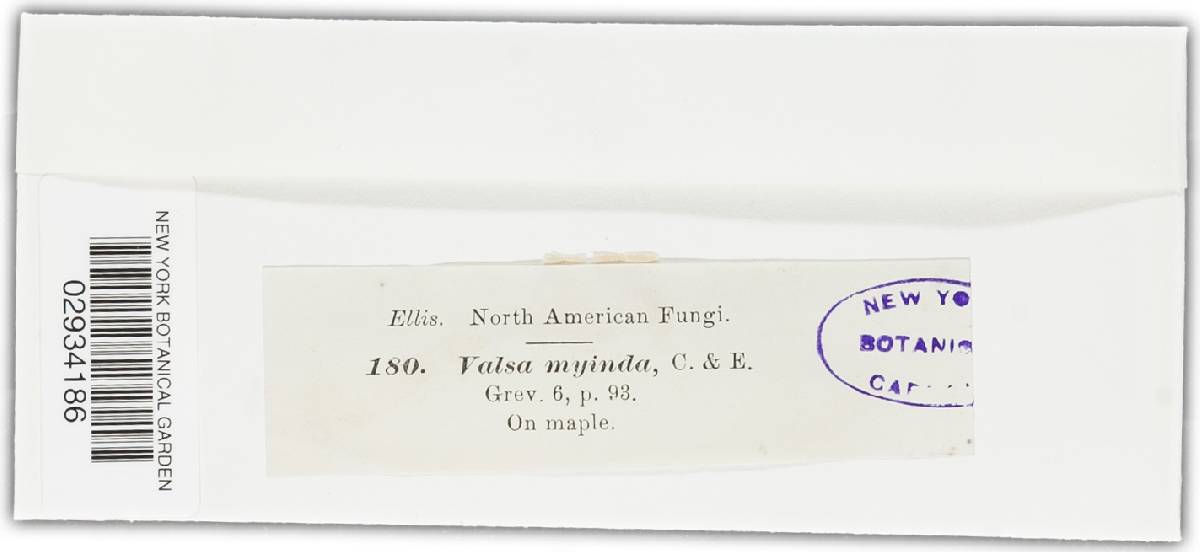 NEW YORK BOTANICAL GARDEN
02934186
Ellis. North American Fungi.
180. Valsa myinda, C. & E.
Grev. 6, p. 93.
On maple.
NEW YO
BOTANI